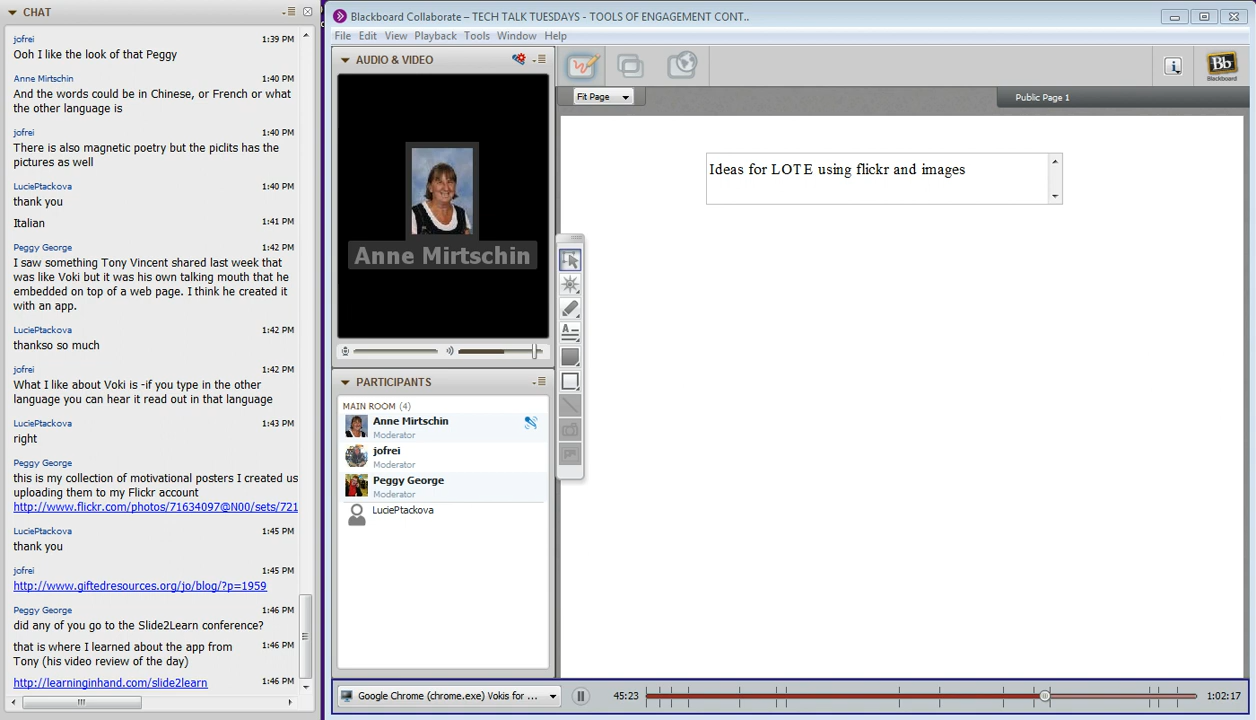 CHAT
jofrei 1:39 PM
Ooh I like the look of that Peggy
Anne Mirtschin 1:40 PM
And the words could be in Chinese, or French or what
the other language is
jofrei 1:40 PM
There is also magnetic poetry but the piclits has the
pictures as well
LuciePtackova 1:40 PM
thank you
Italian 1:41 PM
Peggy George 1:42 PM
I saw something Tony Vincent shared last week that
was like Voki but it was his own talking mouth that he
embedded on top of a web page. I think he created it
with an app.
LuciePtackova 1:42 PM
thankso so much
jofrei 1:42 PM
What I like about Voki is -if you type in the other
language you can hear it read out in that language
LuciePtackova 1:43 PM
right
Peggy George
this is my collection of motivational posters I created us
uploading them to my Flickr account
http://www.flickr.com/photos/71634097@N00/sets/721
LuciePtackova 1:45 PM
thank you
jofrei 1:45 PM
http://www.giftedresources.org/jo/blog/?p=1959
Peggy George 1:46 PM
did any of you go to the Slide2Learn conference?
that is where I learned about the app from 1:46 PM
Tony (his video review of the day)
http://learninginhand.com/slide2learn 1:46 PM
Blackboard Collaborate – TECH TALK TUESDAYS - TOOLS OF ENGAGEMENT CONT..
File Edit View Playback Tools Window Help
AUDIO & VIDEO
Anne Mirtschin
PARTICIPANTS
MAIN ROOM (4)
Anne Mirtschin
Moderator
jofrei
Moderator
Peggy George
Moderator
LuciePtackova
Bb
Blackboard
Fit Page
Public Page 1
Ideas for LOTE using flickr and images
A
Google Chrome (chrome.exe) Vokis for ...
45:23
1:02:17